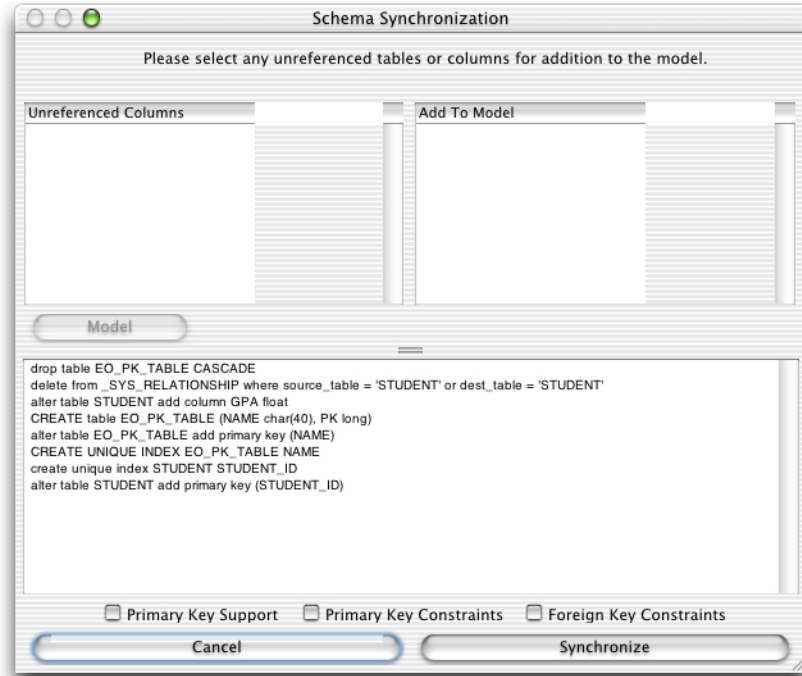 Schema Synchronization
Please select any unreferenced tables or columns for addition to the model.
Unreferenced Columns
Add To Model
Model
drop table EO_PK_TABLE CASCADE
delete from _SYS_RELATIONSHIP where source_table = 'STUDENT' or dest_table = 'STUDENT'
alter table STUDENT add column GPA float
CREATE table EO_PK_TABLE (NAME char(40), PK long)
alter table EO_PK_TABLE add primary key (NAME)
CREATE UNIQUE INDEX EO_PK_TABLE NAME
create unique index STUDENT STUDENT_ID
alter table STUDENT add primary key (STUDENT_ID)
Primary Key Support
Primary Key Constraints
Foreign Key Constraints
Cancel
Synchronize